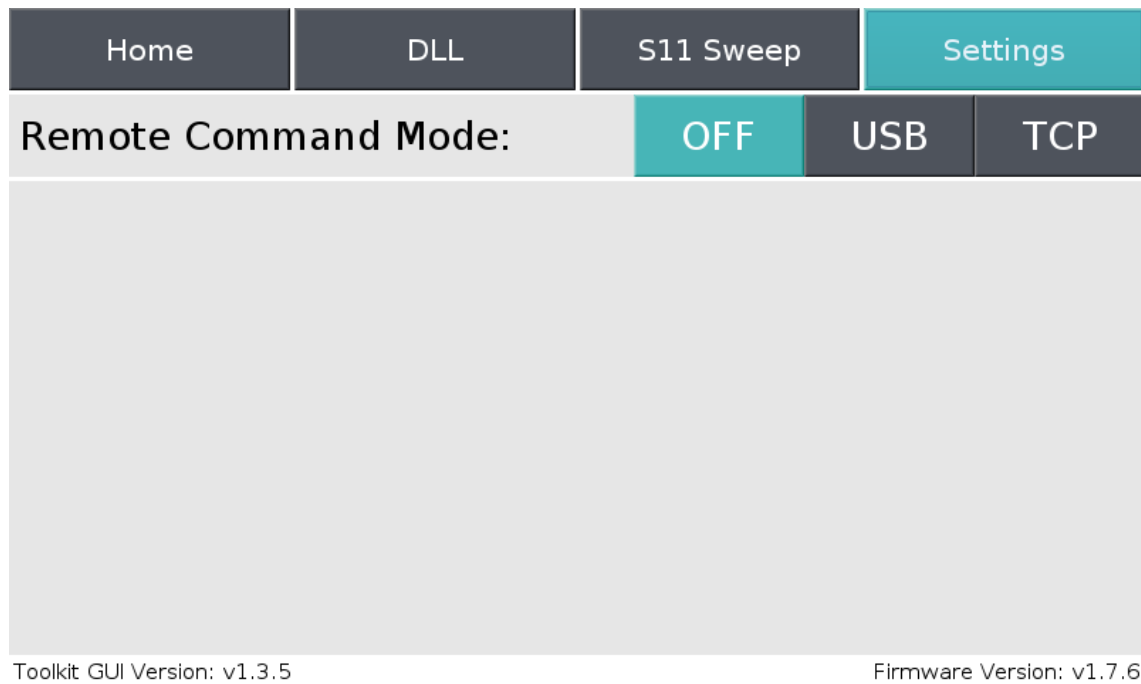 Home DLL S11 Sweep Settings
Remote Command Mode: OFF USB TCP
Toolkit GUI Version: v1.3.5 Firmware Version: v1.7.6